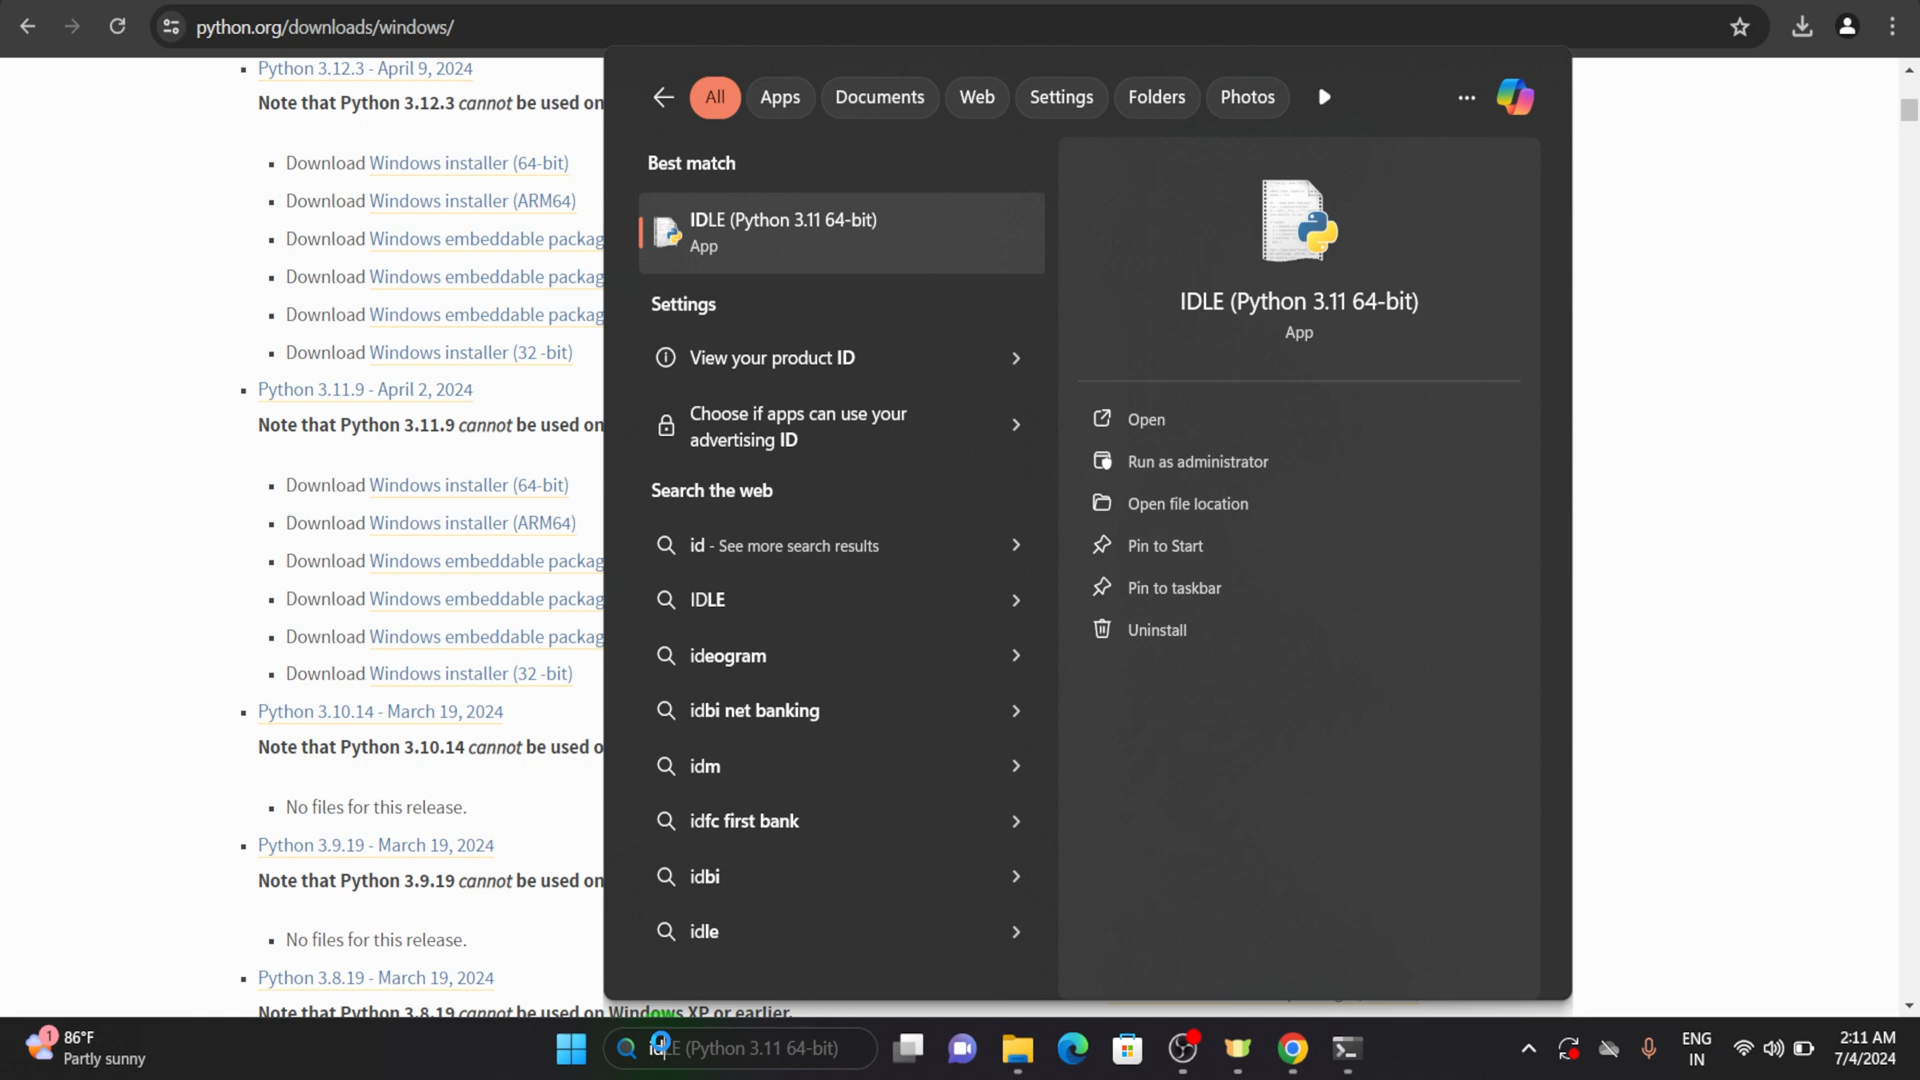 python.org/downloads/windows/
Python 3.12.3 - April 9, 2024
Note that Python 3.12.3 cannot be used on
Download Windows installer (64-bit)
Download Windows installer (ARM64)
Download Windows embeddable packag
Download Windows embeddable packag
Download Windows embeddable packag
Download Windows installer (32 -bit)
Python 3.11.9 - April 2, 2024
Note that Python 3.11.9 cannot be used on
Download Windows installer (64-bit)
Download Windows installer (ARM64)
Download Windows embeddable packag
Download Windows embeddable packag
Download Windows embeddable packag
Download Windows installer (32 -bit)
Python 3.10.14 - March 19, 2024
Note that Python 3.10.14 cannot be used o
No files for this release.
Python 3.9.19 - March 19, 2024
Note that Python 3.9.19 cannot be used on
No files for this release.
Python 3.8.19 - March 19, 2024
Note that Python 3.8.19 cannot be used on Windows XP or earlier.
All Apps Documents Web Settings Folders Photos
Best match
IDLE (Python 3.11 64-bit)
App
Settings
View your product ID
Choose if apps can use your
advertising ID
Search the web
id - See more search results
IDLE
ideogram
idbi net banking
idm
idfc first bank
idbi
idle
IDLE (Python 3.11 64-bit)
App
Open
Run as administrator
Open file location
Pin to Start
Pin to taskbar
Uninstall
1
86°F
Partly sunny
idLE (Python 3.11 64-bit)
ENG
IN
2:11 AM
7/4/2024